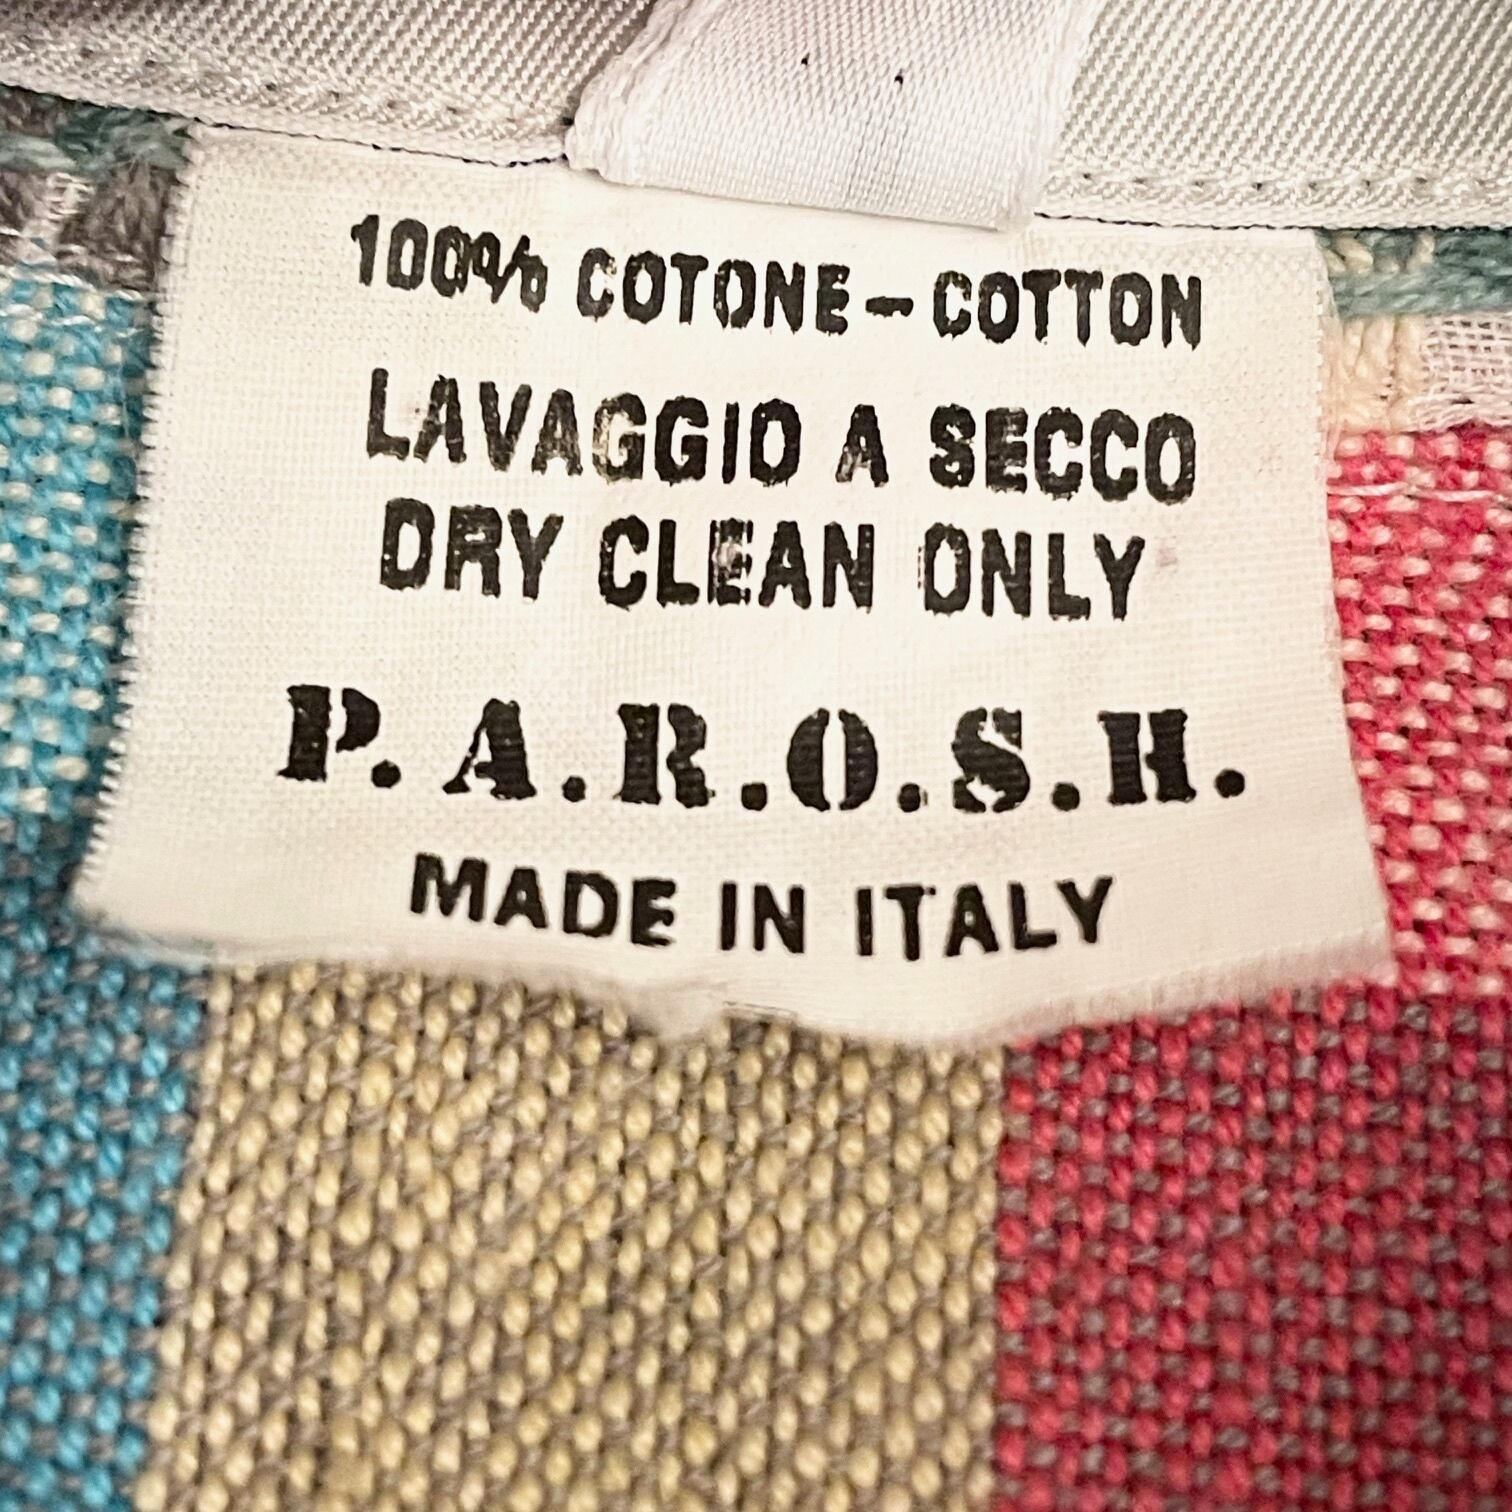 100% COTONE - COTTON
LAVAGGIO A SECCO
DRY CLEAN ONLY
P.A.R.O.S.H.
MADE IN ITALY